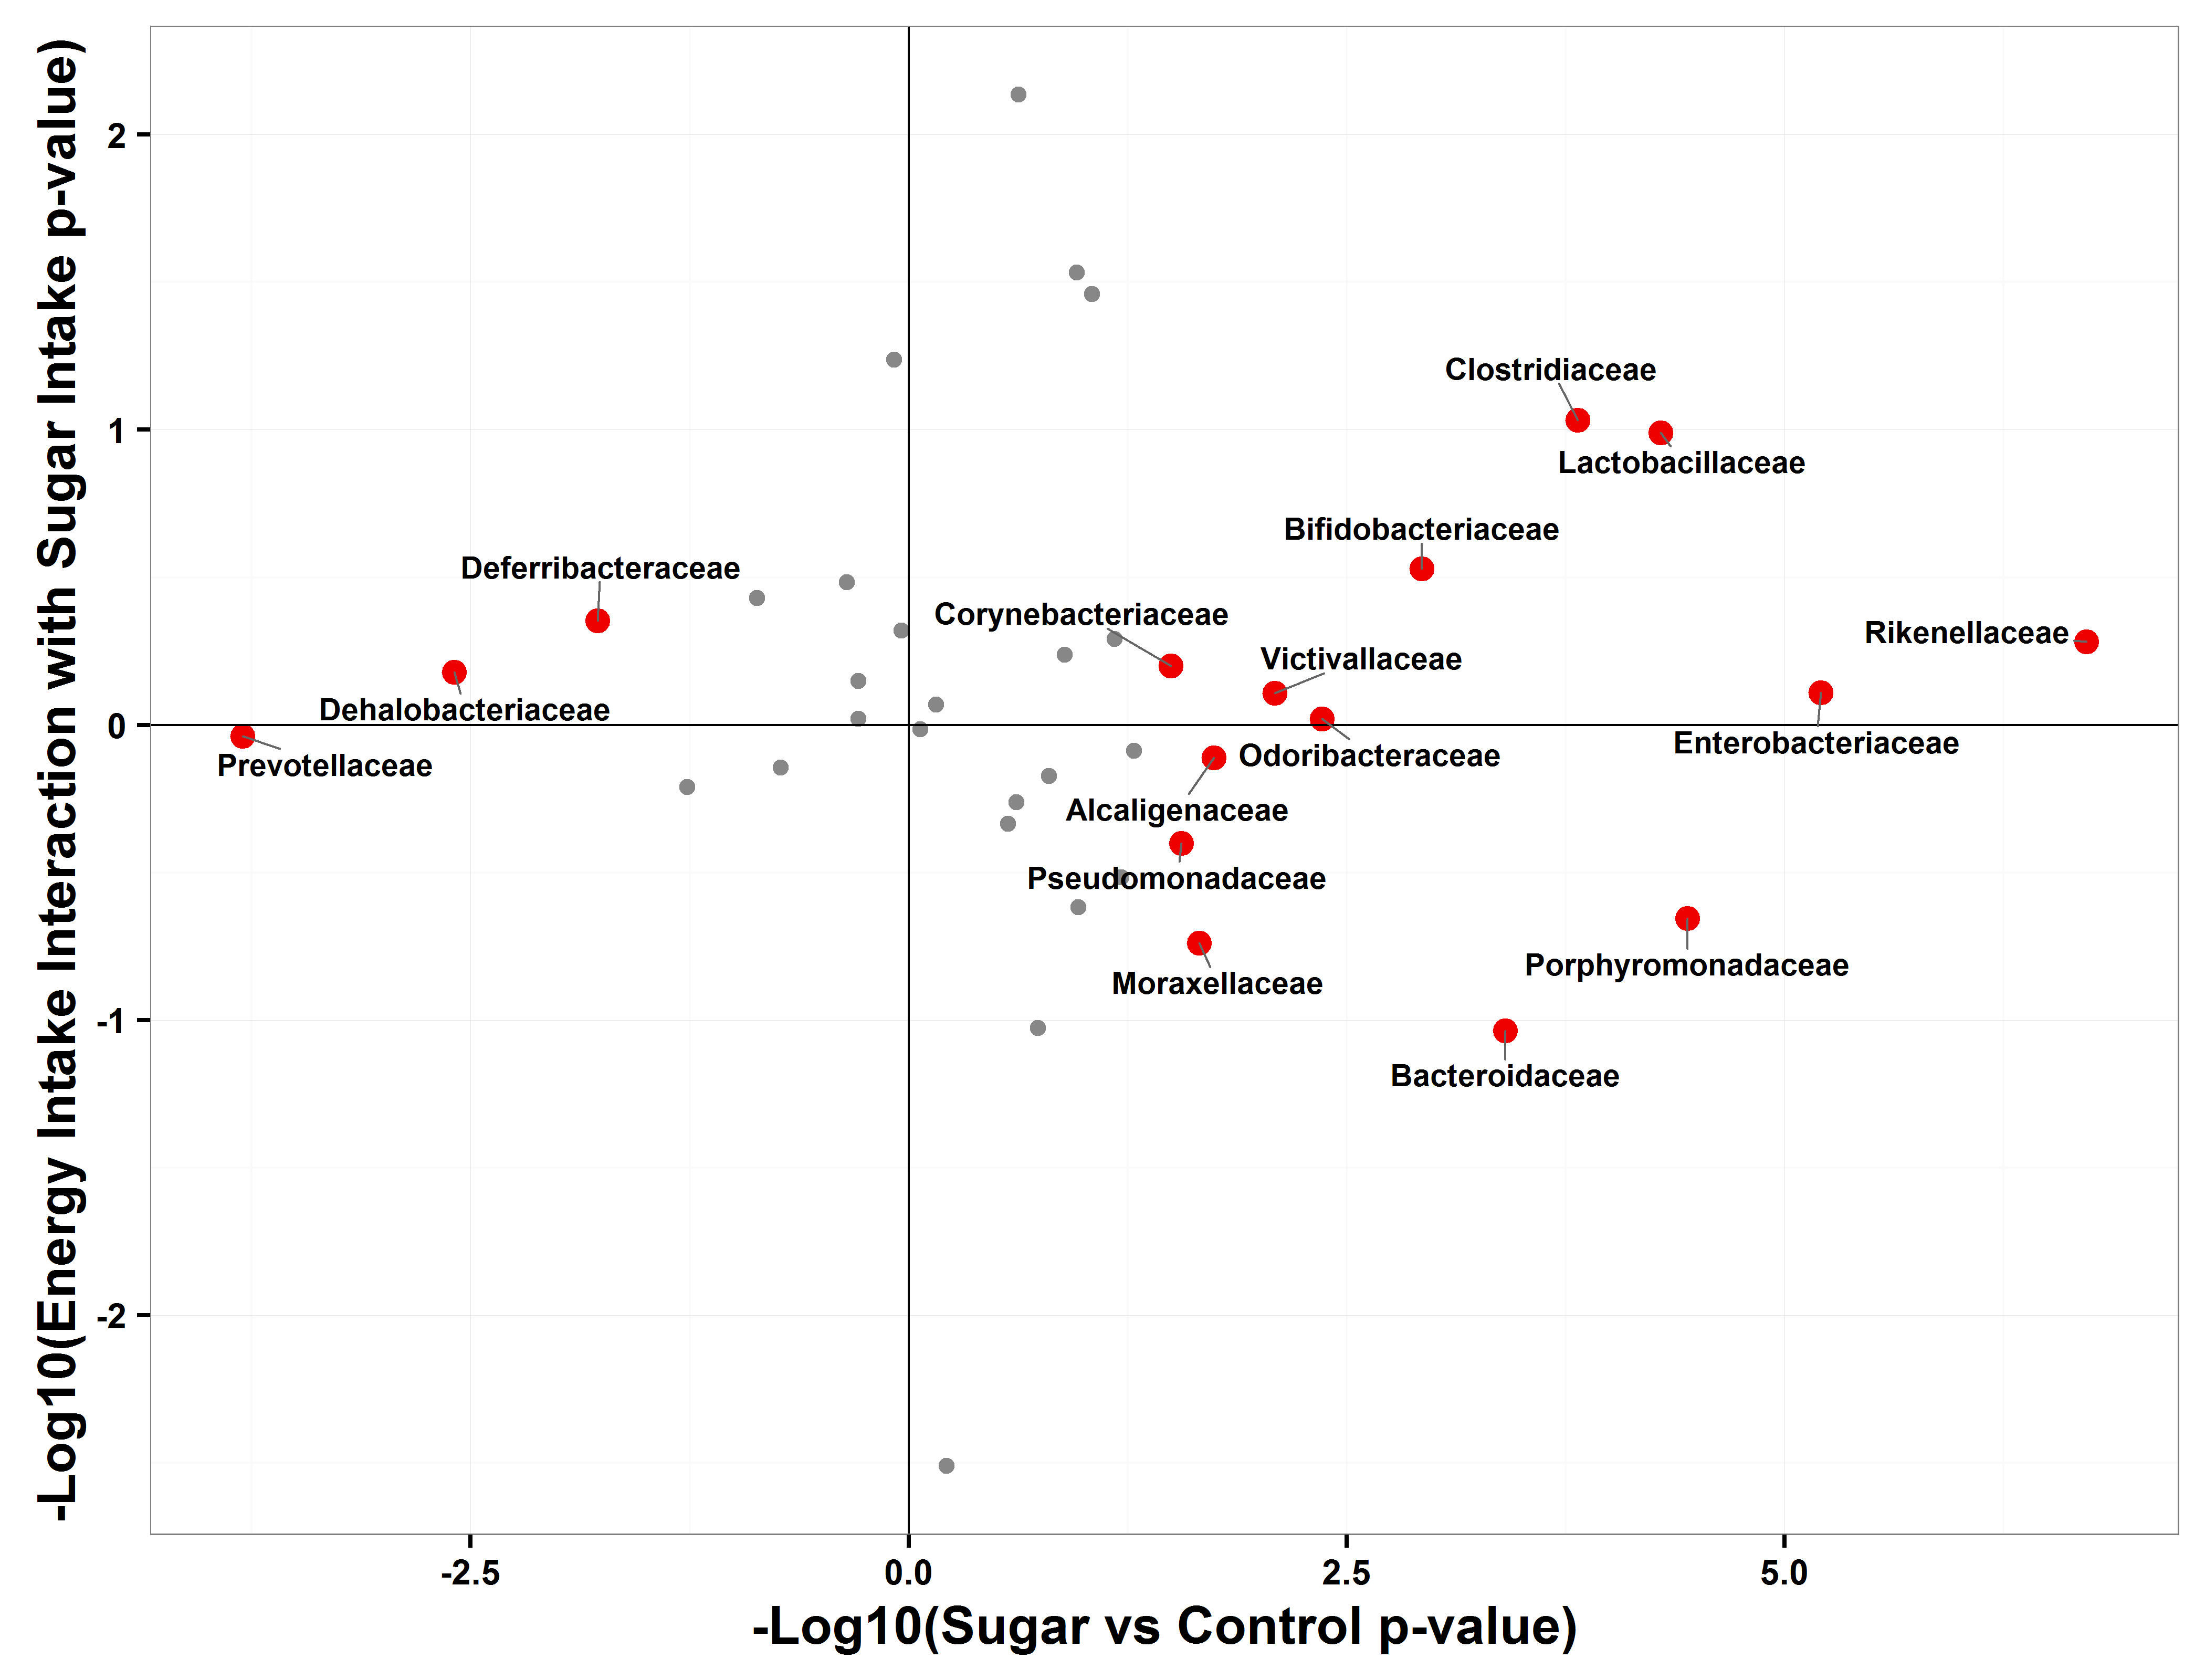 -Log10(Energy Intake Interaction with Sugar Intake p-value)
2
1
0
-1
-2
Clostridiaceae
Lactobacillaceae
Bifidobacteriaceae
Deferribacteraceae
Corynebacteriaceae
Rikenellaceae
Victivallaceae
Dehalobacteriaceae
Enterobacteriaceae
Odoribacteraceae
Prevotellaceae
Alcaligenaceae
Pseudomonadaceae
Porphyromonadaceae
Moraxellaceae
Bacteroidaceae
-2.5 0.0 2.5 5.0
-Log10(Sugar vs Control p-value)